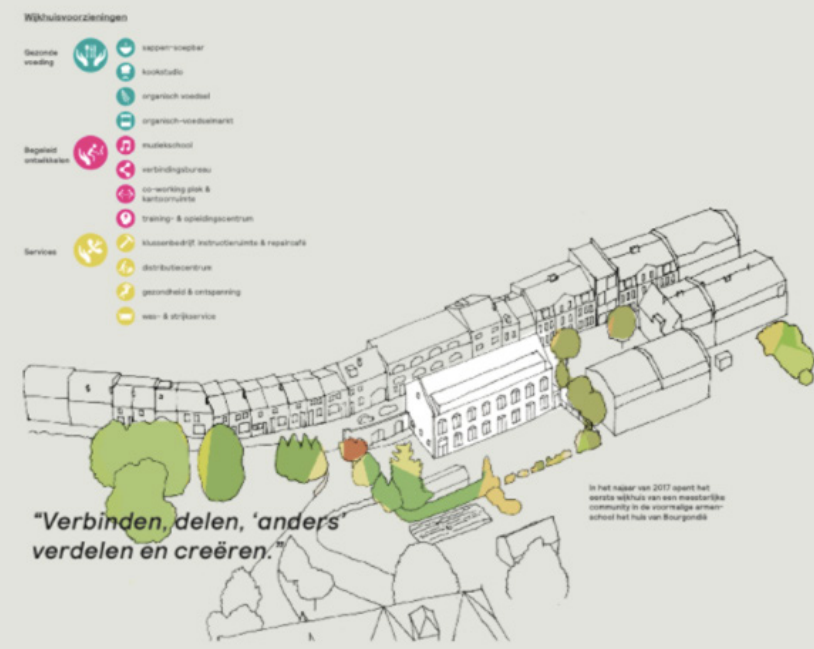 Wijkhuisvoorzieningen
Gezonde
voeding
sappen-soepbar
kookstudio
organisch voedsel
organisch-voedselmarkt
Begeleid
ontwikkelen
muziekschool
verbindingsbureau
co-working plek &
kantoorruimte
training- & opleidingscentrum
Services
klussenbedrijf, instructieruimte & repaircafé
distributiecentrum
gezondheid & ontspanning
was- & strijkservice
In het najaar van 2017 opent het
eerste wijkhuis van een meesterlijke
community in de voormalige armen-
school het huis van Bourgondië
“Verbinden, delen, ‘anders’
verdelen en creëren.”